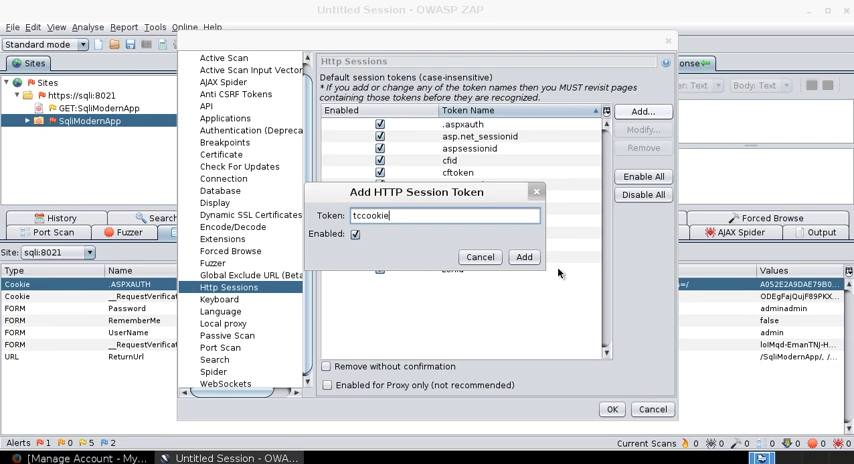 Untitled Session - OWASP ZAP
File Edit View Analyse Report Tools Online Help
Standard mode
Sites
Sites
https://sqli:8021
GET:SqliModernApp
SqliModernApp
History
Port Scan
Fuzzer
Site: sqli:8021
Active Scan
Active Scan Input Vector
AJAX Spider
Anti CSRF Tokens
API
Applications
Authentication (Depreca
Breakpoints
Certificate
Check For Updates
Connection
Database
Display
Dynamic SSL Certificates
Encode/Decode
Extensions
Forced Browse
Fuzzer
Global Exclude URL (Beta
Http Sessions
Keyboard
Language
Local proxy
Passive Scan
Port Scan
Search
Spider
WebSockets
Http Sessions
Default session tokens (case-insensitive)
* If you add or change any of the token names then you MUST revisit pages
containing those tokens before they are recognized.
Enabled Token Name
.aspxauth
asp.net_sessionid
aspsessionid
cfid
cftoken
Add...
Modify...
Remove
Enable All
Disable All
Add HTTP Session Token
Token: tccookie
Enabled:
Cancel Add
Remove without confirmation
Enabled for Proxy only (not recommended)
OK Cancel
onse
Body: Text
Forced Browse
AJAX Spider
Output
Type Name Values
Cookie .ASPXAUTH A052E2A9DAE79B0...
Cookie __RequestVerificat ODEgFajQujF89PKX...
FORM Password adminadmin
FORM RememberMe false
FORM UserName admin
FORM __RequestVerificat loIMqd-EmanTNJ-H...
URL ReturnUrl /SqliModernApp/, /...
Alerts 1 0 5 2 Current Scans 0 0 0 0 0 0 0
[Manage Account - My... Untitled Session - OWA...